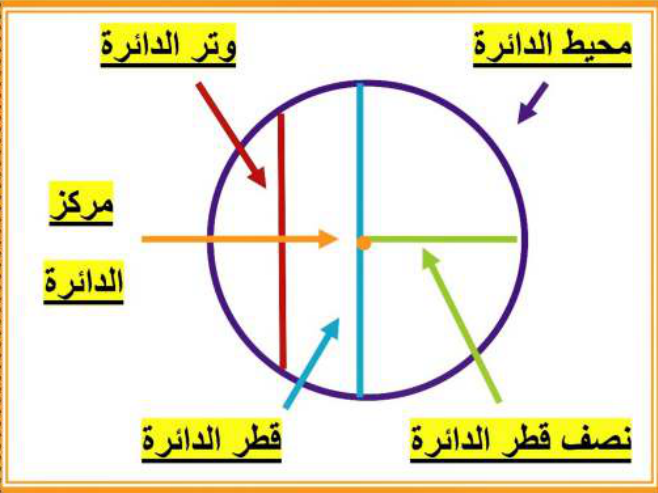 محيط الدائرة
وتر الدائرة
مركز
الدائرة
نصف قطر الدائرة
قطر الدائرة